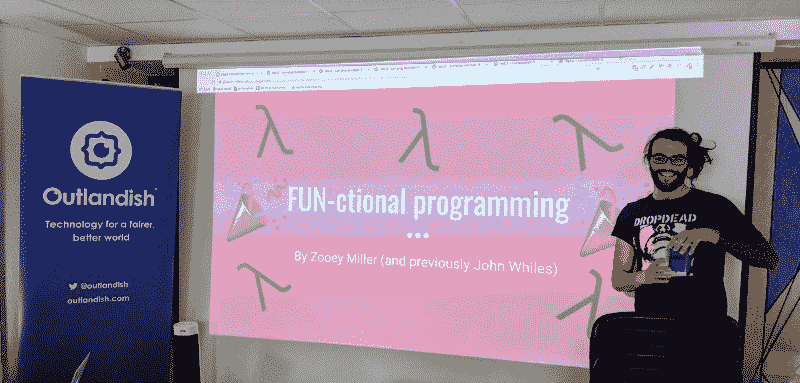 Outlandish
Technology for a fairer,
better world
@outlandish
outlandish.com
λ λ λ
FUN-ctional programming
By Zooey Miller (and previously John Whiles)
λ λ
DROPDEAD